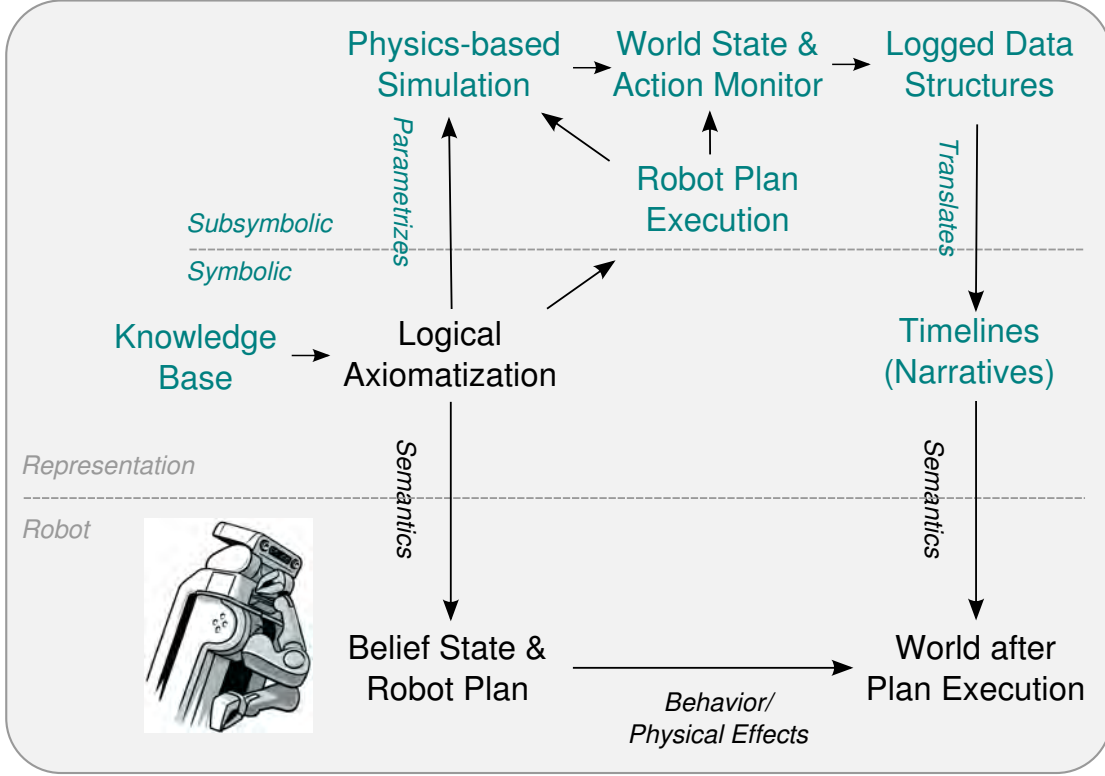 Physics-based
Simulation
World State &
Action Monitor
Logged Data
Structures
Parametrizes
Robot Plan
Execution
Translates
Subsymbolic
Symbolic
Knowledge
Base
Logical
Axiomatization
Timelines
(Narratives)
Representation
Semantics
Semantics
Robot
Belief State &
Robot Plan
Behavior/
Physical Effects
World after
Plan Execution